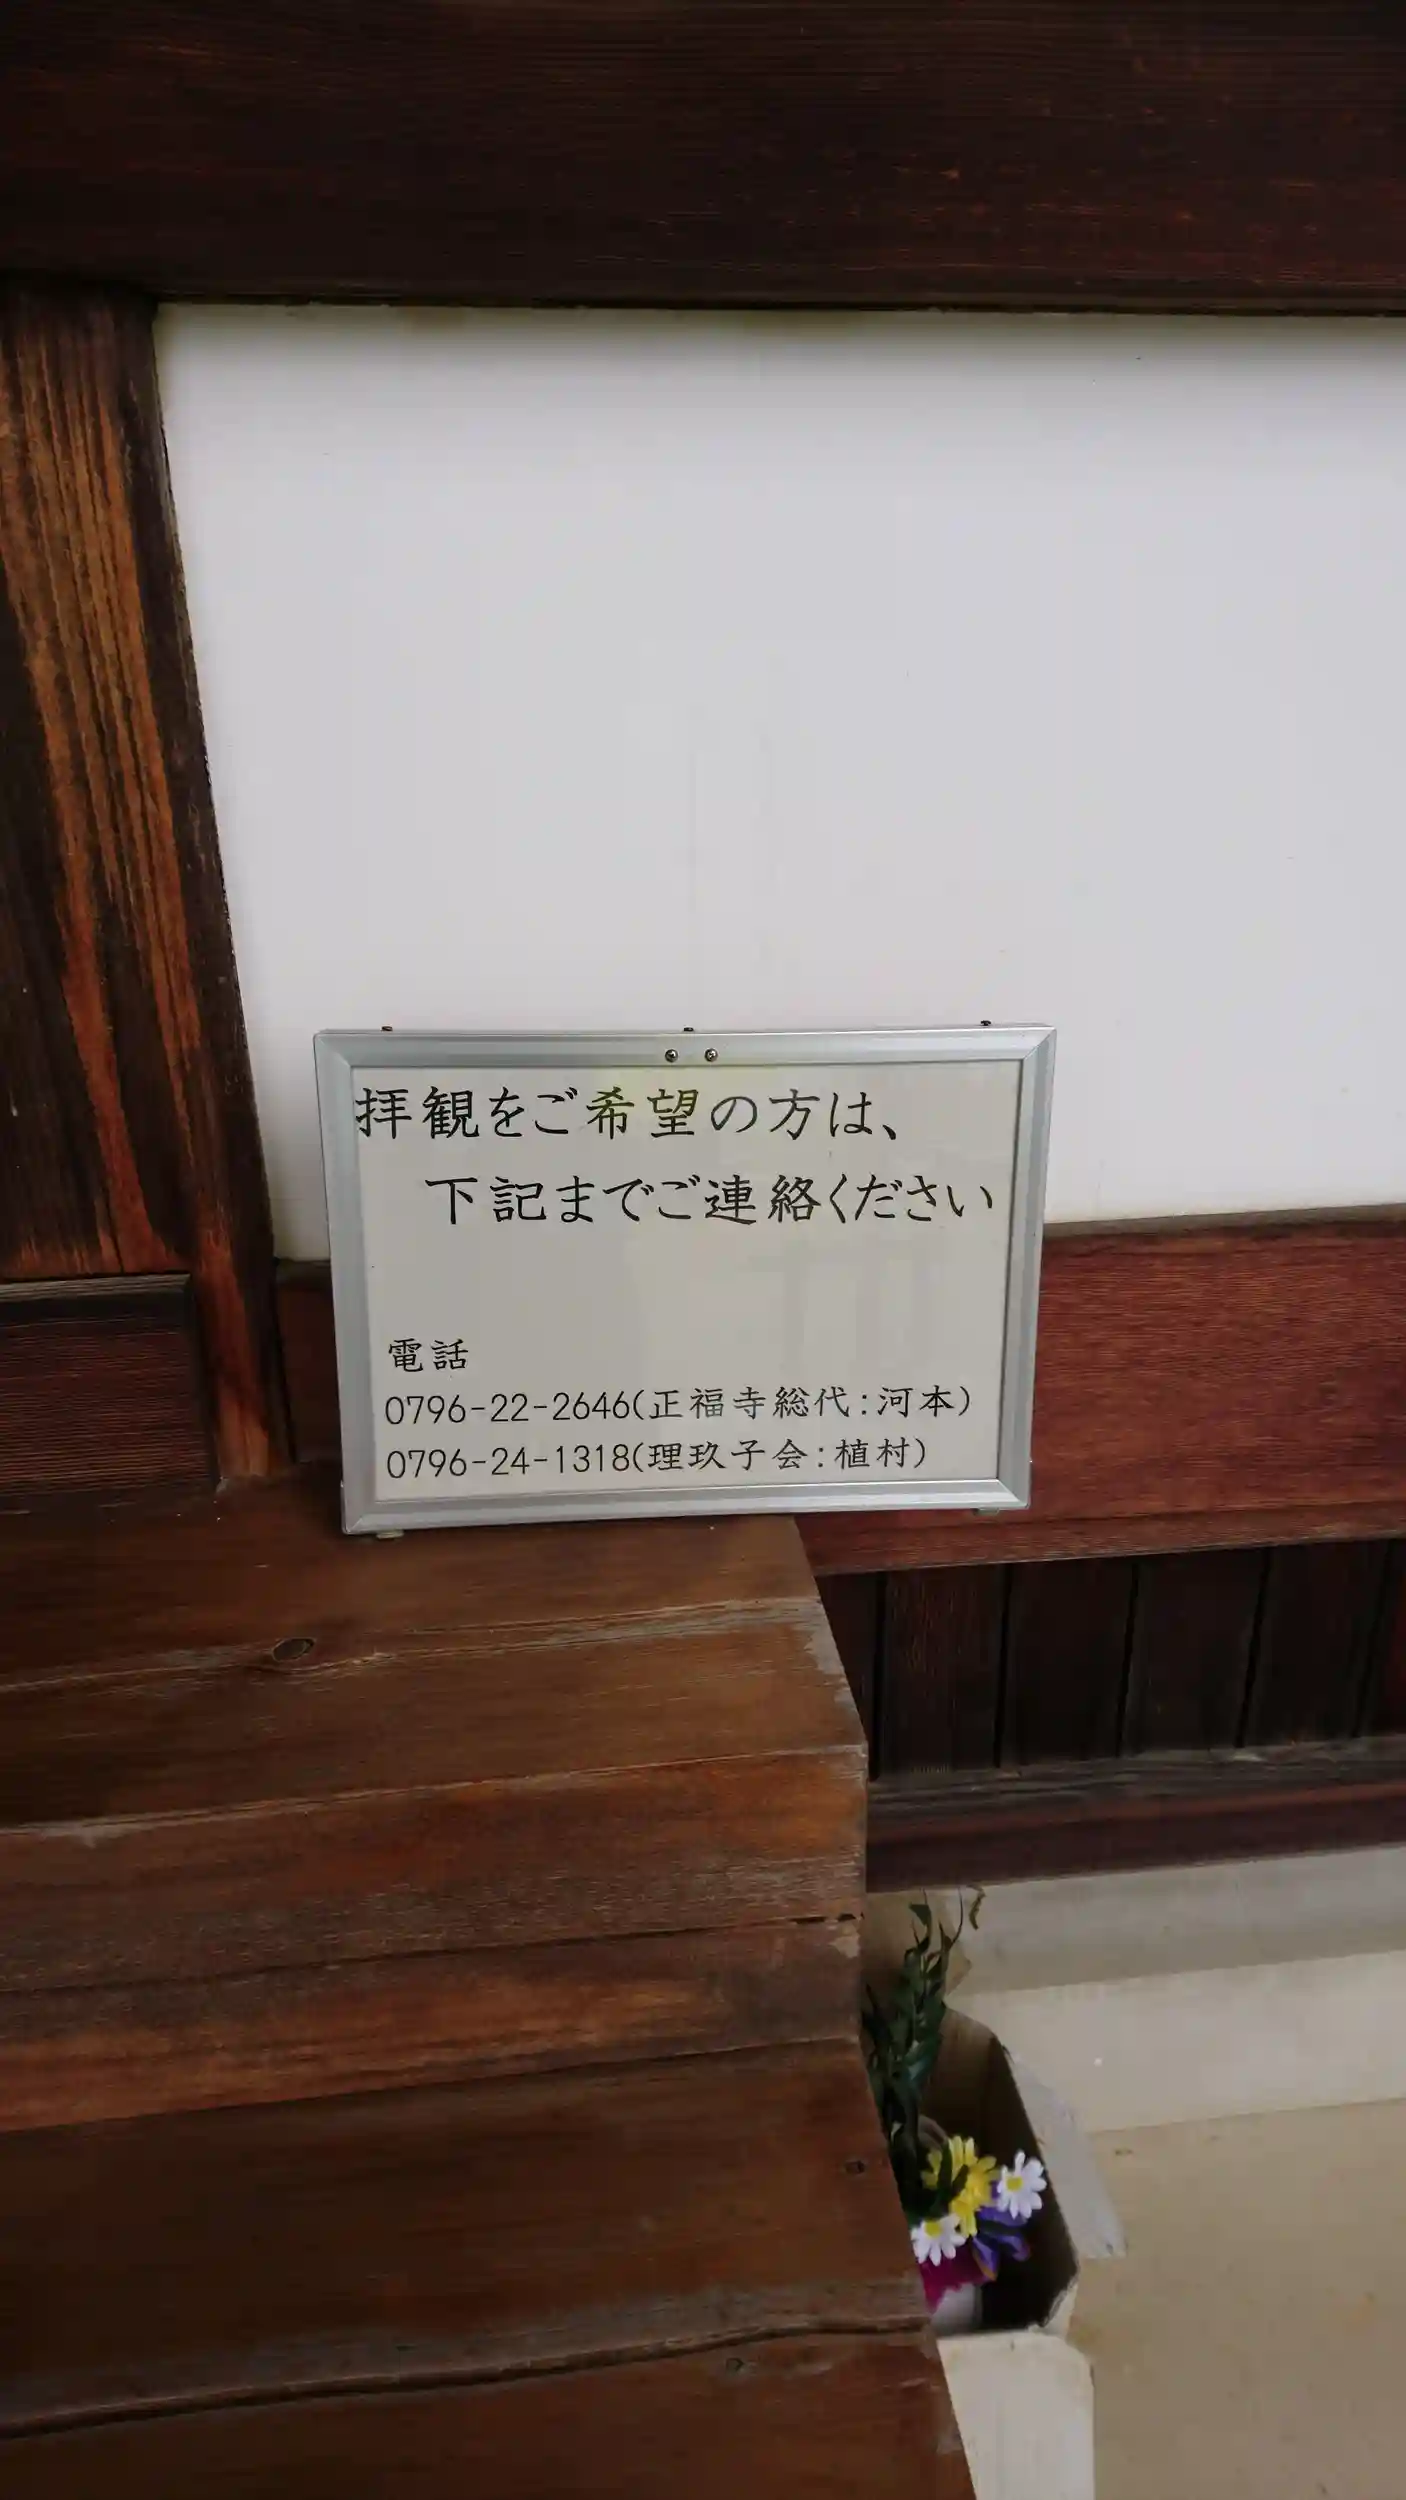 拝観をご希望の方は、
下記までご連絡ください
電話
0796-22-2646(正福寺総代:河本)
0796-24-1318(理玖子会:植村)